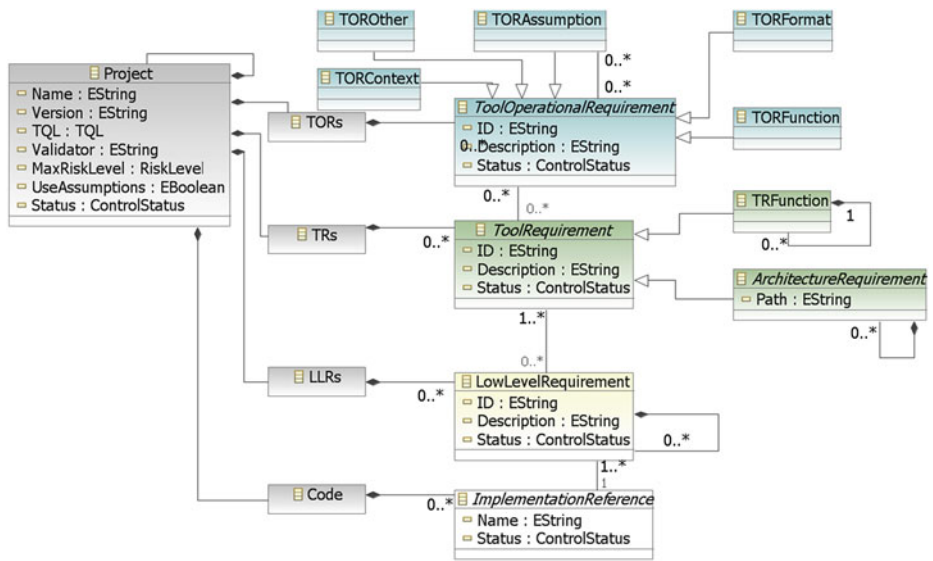 TOROther
TORAssumption
TORFormat
0..*
0..*
TORContext
Project
Name : EString
Version : EString
TQL : TQL
Validator : EString
MaxRiskLevel : RiskLevel
UseAssumptions : EBoolean
Status : ControlStatus
TORs
ToolOperationalRequirement
ID : EString
Description : EString
Status : ControlStatus
0..*
TORFunction
0..*
0..*
TRs
0..*
ToolRequirement
ID : EString
Description : EString
Status : ControlStatus
TRFunction
1
0..*
ArchitectureRequirement
Path : EString
0..*
1..*
0..*
LLRs
0..*
LowLevelRequirement
ID : EString
Description : EString
Status : ControlStatus
0..*
1..*
1
Code
0..*
ImplementationReference
Name : EString
Status : ControlStatus